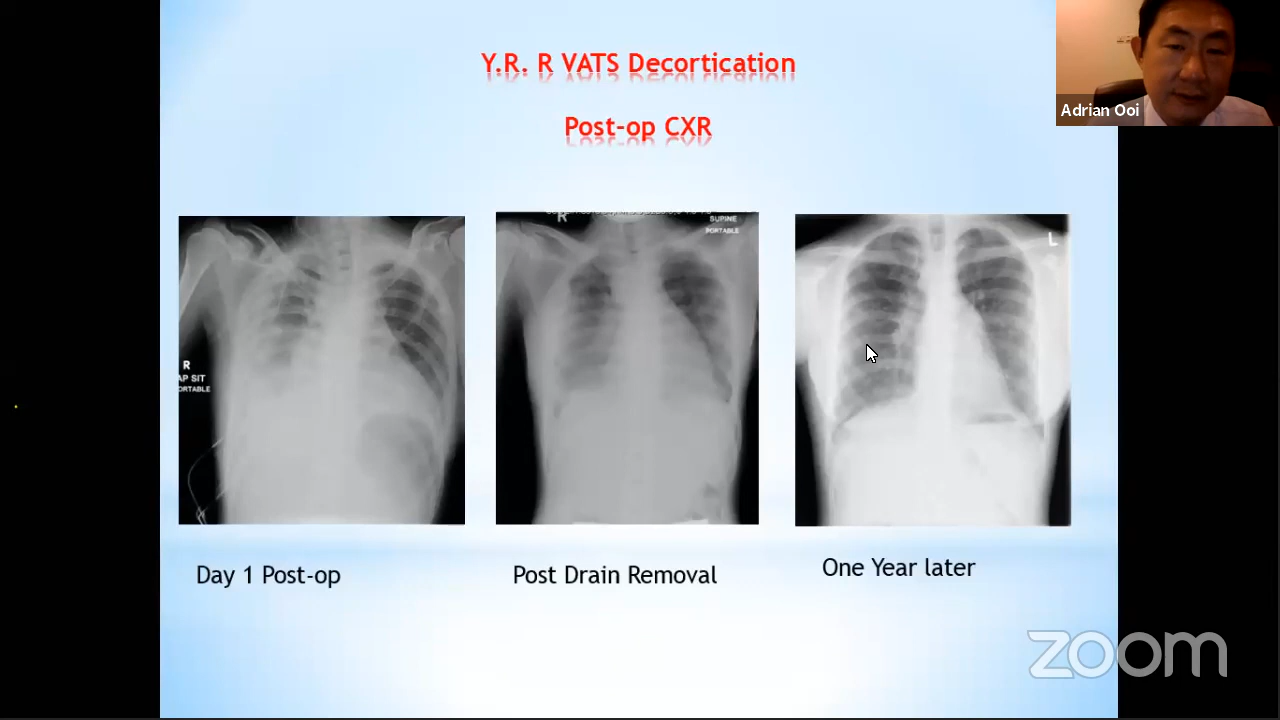 Y.R. R VATS Decortication
Post-op CXR
Adrian Ooi
R
AP SIT
PORTABLE
R
SUPINE
PORTABLE
L
Day 1 Post-op
Post Drain Removal
One Year later
zoom